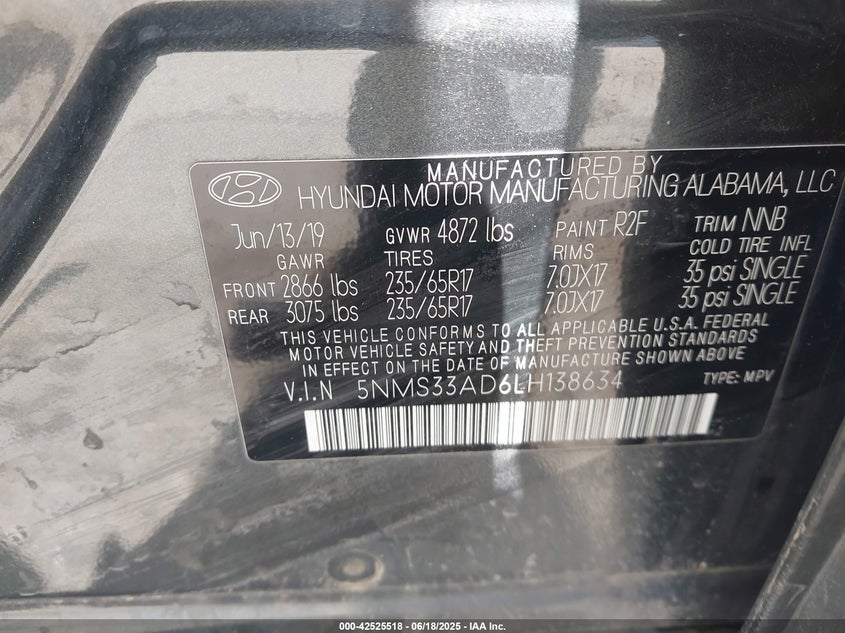 MANUFACTURED BY
HYUNDAI MOTOR MANUFACTURING ALABAMA, LLC
Jun/13/19 GVWR 4872 lbs PAINT R2F TRIM NNB
GAWR TIRES RIMS COLD TIRE INFL
FRONT 2866 lbs 235/65R17 7.0JX17 35 psi SINGLE
REAR 3075 lbs 235/65R17 7.0JX17 35 psi SINGLE
THIS VEHICLE CONFORMS TO ALL APPLICABLE U.S.A. FEDERAL
MOTOR VEHICLE SAFETY AND THEFT PREVENTION STANDARDS
IN EFFECT ON THE DATE OF MANUFACTURE SHOWN ABOVE
V.I.N 5NMS33AD6LH138634 TYPE: MPV
000-42525518 - 06/18/2025 - IAA Inc.